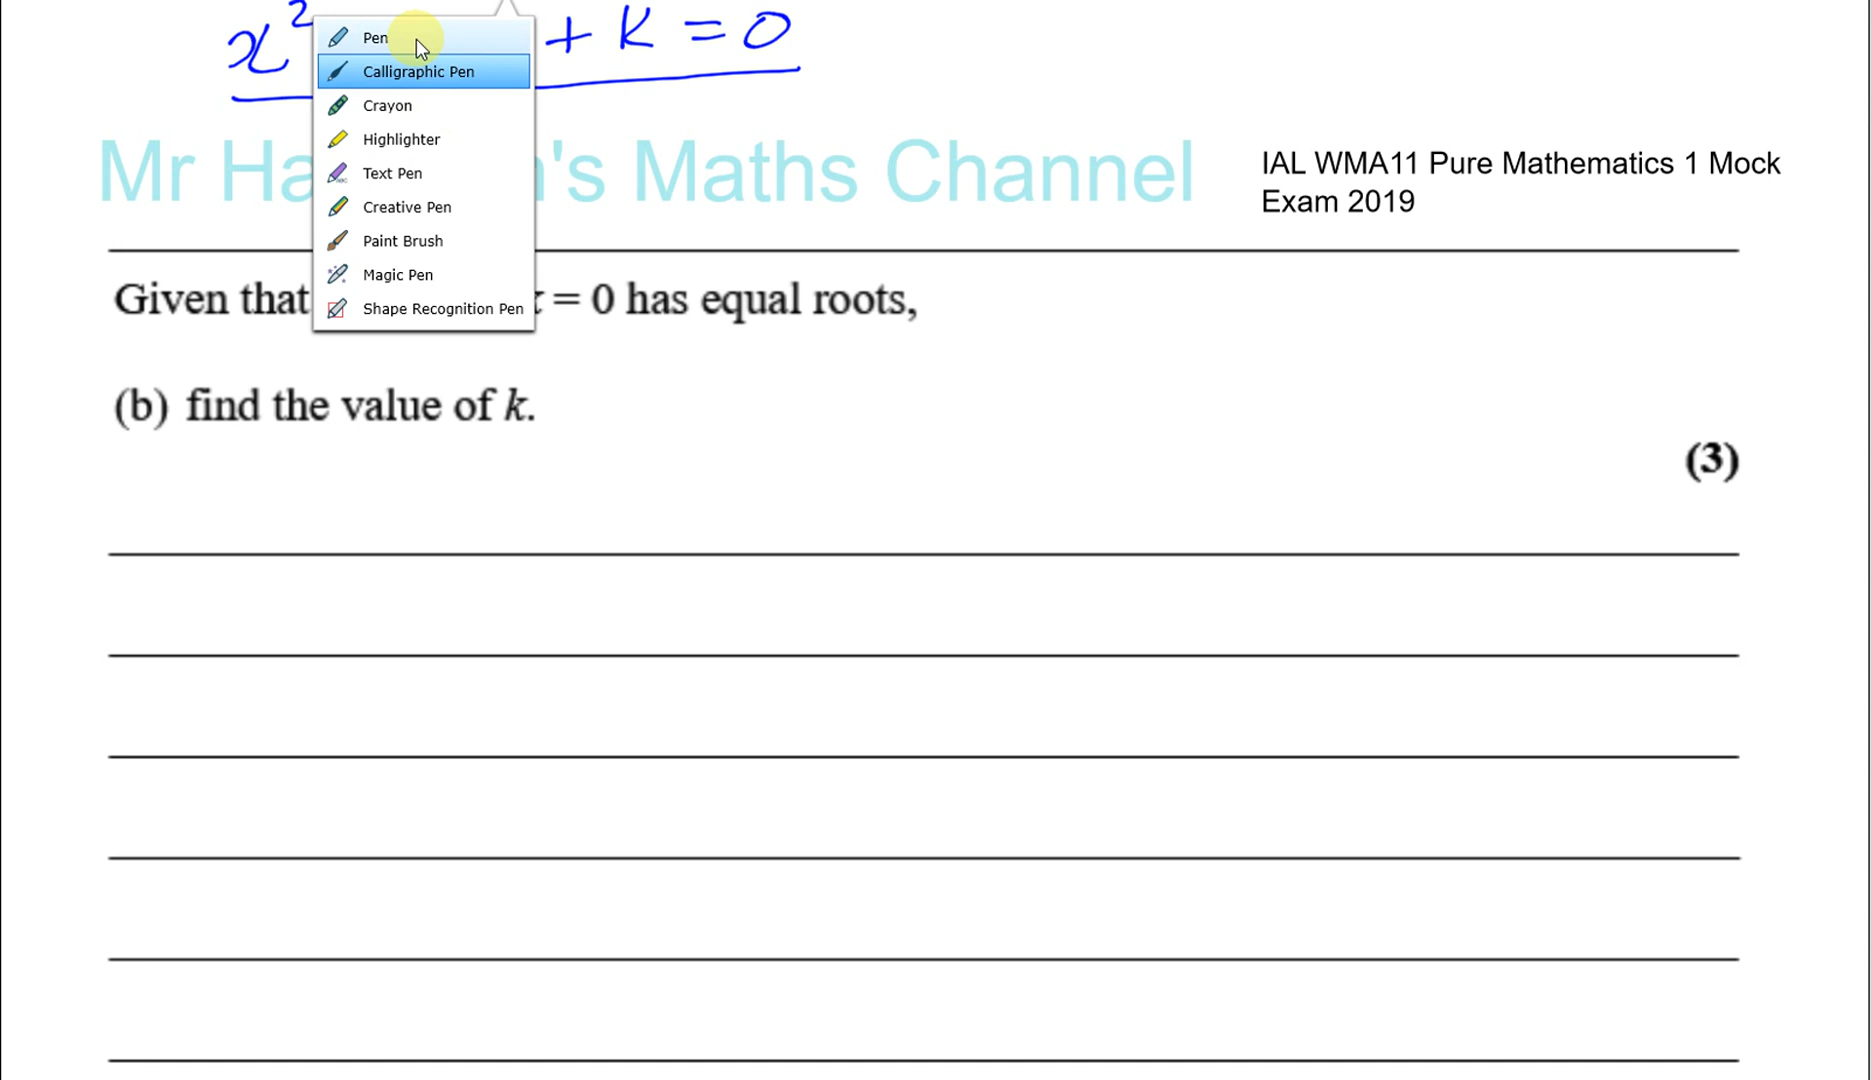 x² + k = 0
Pen
Calligraphic Pen
Crayon
Highlighter
Text Pen
Creative Pen
Paint Brush
Magic Pen
Shape Recognition Pen
Mr Ha 's Maths Channel
IAL WMA11 Pure Mathematics 1 Mock
Exam 2019
Given that = 0 has equal roots,
(b) find the value of k.
(3)